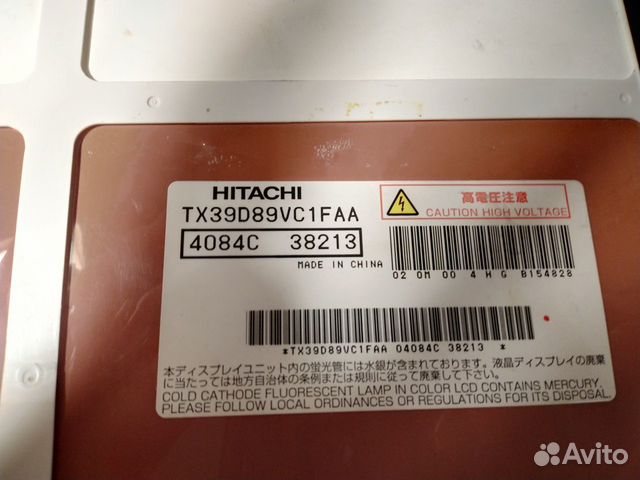 HITACHI
TX39D89VC1FAA
4084C 38213
MADE IN CHINA
高電圧注意
CAUTION HIGH VOLTAGE
02 0M 00 4 H G B154828
*TX39D89VC1FAA 04084C 38213 *
本ディスプレイユニット内の蛍光管には水銀が含まれております。液晶ディスプレイの廃棄
に当たっては地方自治体の条例または規則に従って廃棄して下さい。
COLD CATHODE FLUORESCENT LAMP IN COLOR LCD CONTAINS MERCURY.
PLEASE FOLLOW LOCAL ORDINANCES OR REGULATIONS FOR ITS DISPOSAL.
Avito